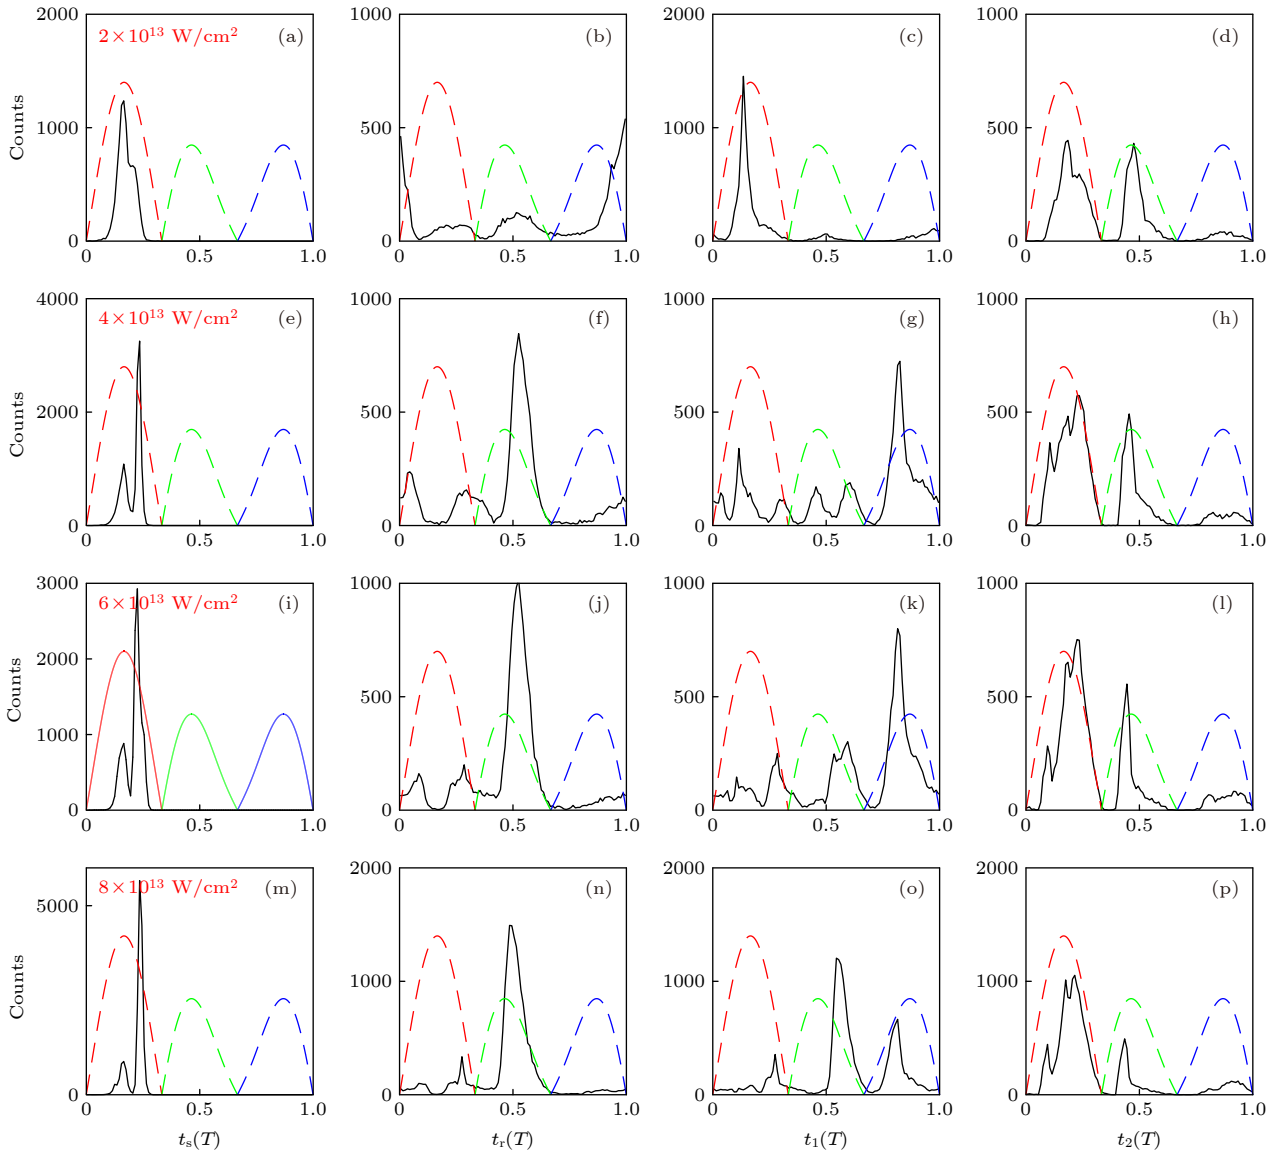 2000 1000 2000 1000
2×10¹³ W/cm² (a) (b) (c) (d)
Counts 1000 500 1000 500
0 0 0 0
0 0.5 1.0 0 0.5 1.0 0 0.5 1.0 0 0.5 1.0
4000 1000 1000 1000
4×10¹³ W/cm² (e) (f) (g) (h)
Counts 2000 500 500 500
0 0 0 0
0 0.5 1.0 0 0.5 1.0 0 0.5 1.0 0 0.5 1.0
3000 1000 1000 1000
6×10¹³ W/cm² (i) (j) (k) (l)
2000
Counts 500 500 500
1000
0 0 0 0
0 0.5 1.0 0 0.5 1.0 0 0.5 1.0 0 0.5 1.0
2000 2000 2000
8×10¹³ W/cm² (m) (n) (o) (p)
5000
Counts 1000 1000 1000
0 0 0 0
0 0.5 1.0 0 0.5 1.0 0 0.5 1.0 0 0.5 1.0
tₛ(T) tᵣ(T) t₁(T) t₂(T)